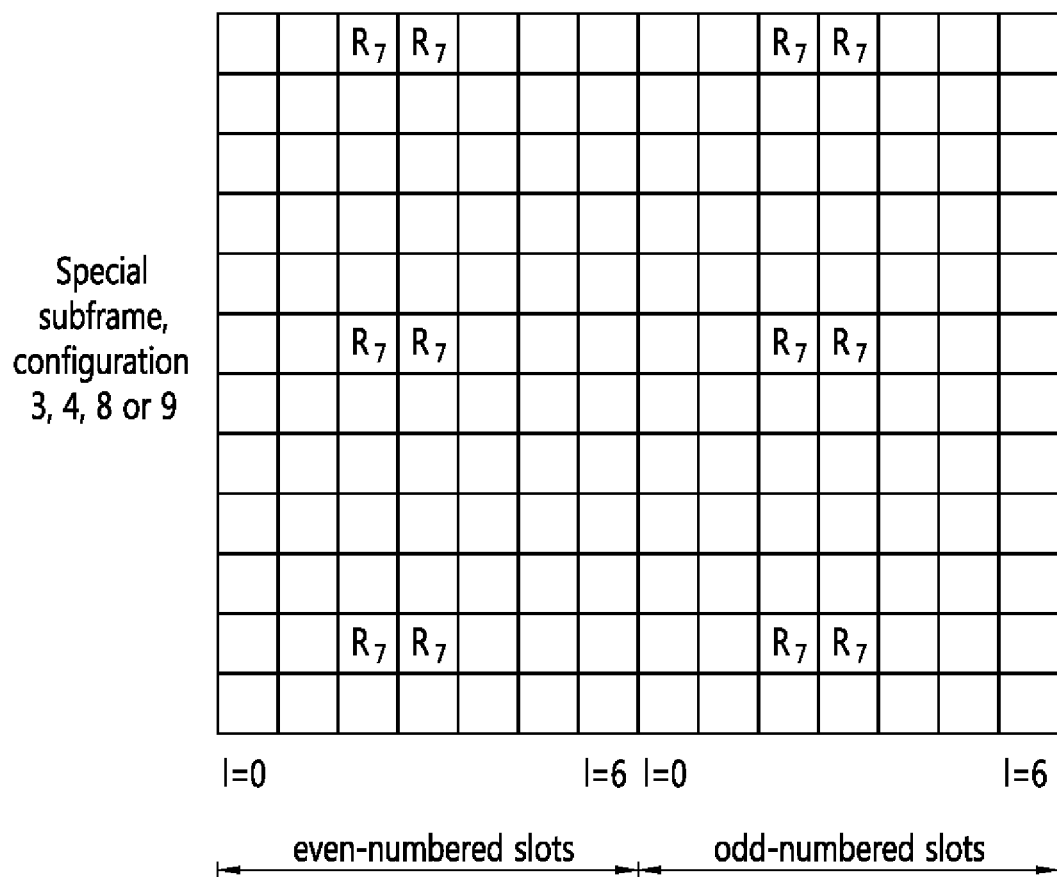 R7 R7 R7 R7
Special
subframe,
configuration
3, 4, 8 or 9
R7 R7 R7 R7
R7 R7 R7 R7
l=0 l=6 l=0 l=6
even-numbered slots odd-numbered slots